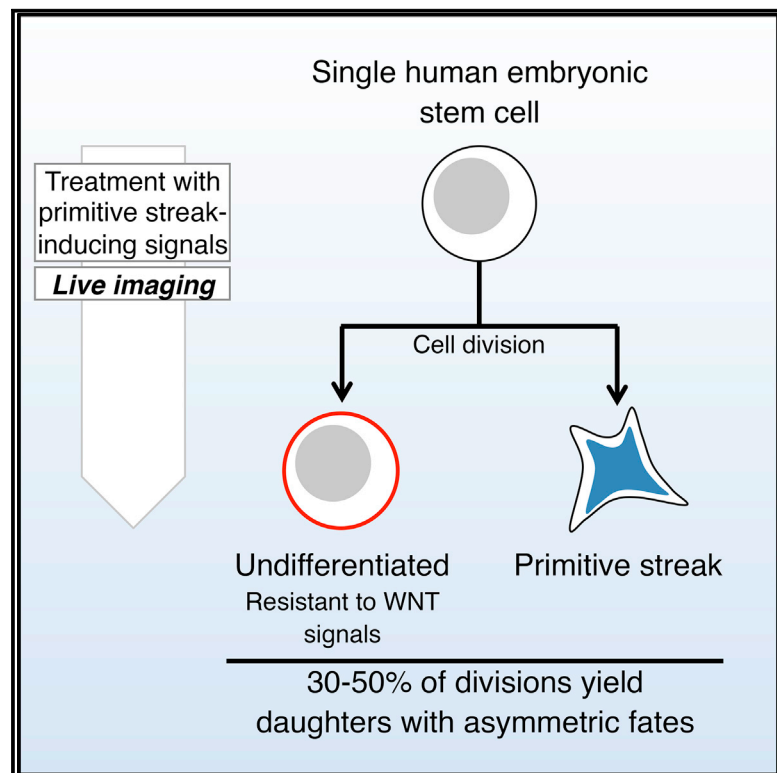 Single human embryonic
stem cell
Treatment with
primitive streak-
inducing signals
Live imaging
Cell division
Undifferentiated
Resistant to WNT
signals
Primitive streak
30-50% of divisions yield
daughters with asymmetric fates